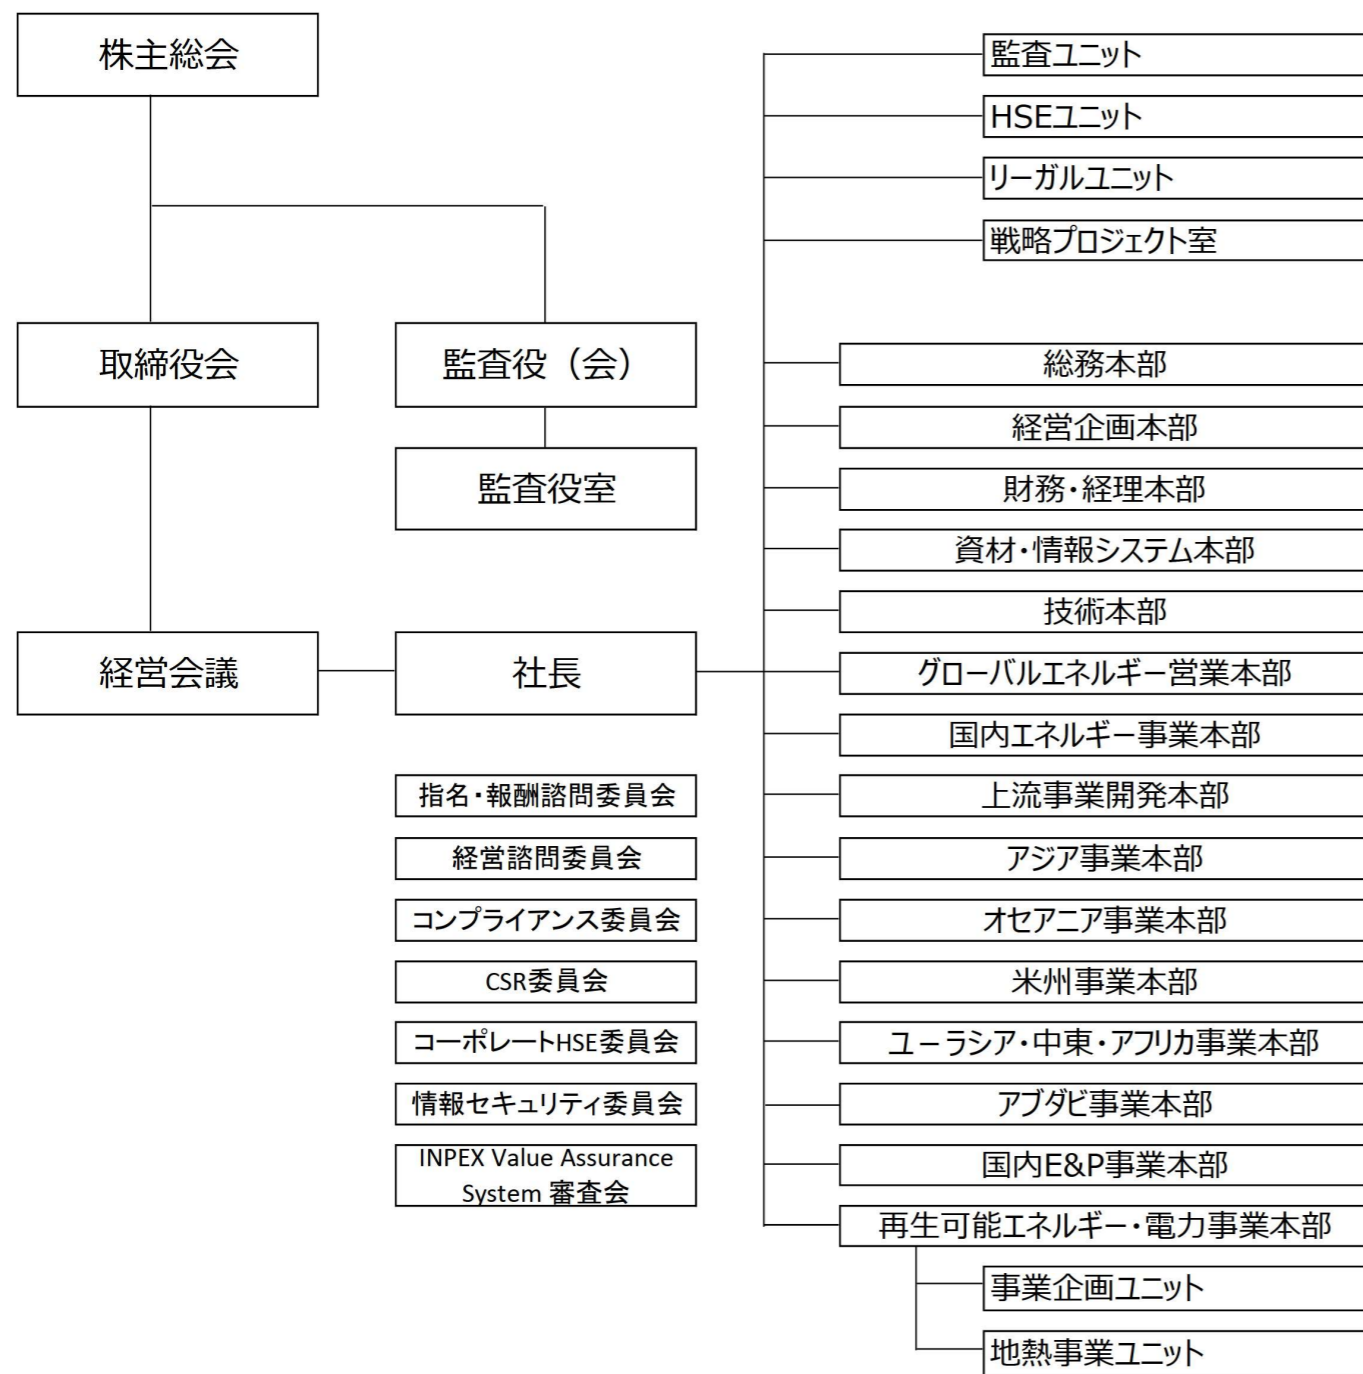 株主総会
取締役会
監査役（会）
監査役室
経営会議
社長
指名・報酬諮問委員会
経営諮問委員会
コンプライアンス委員会
CSR委員会
コーポレートHSE委員会
情報セキュリティ委員会
INPEX Value Assurance
System 審査会
監査ユニット
HSEユニット
リーガルユニット
戦略プロジェクト室
総務本部
経営企画本部
財務・経理本部
資材・情報システム本部
技術本部
グローバルエネルギー営業本部
国内エネルギー事業本部
上流事業開発本部
アジア事業本部
オセアニア事業本部
米州事業本部
ユーラシア・中東・アフリカ事業本部
アブダビ事業本部
国内E&P事業本部
再生可能エネルギー・電力事業本部
事業企画ユニット
地熱事業ユニット